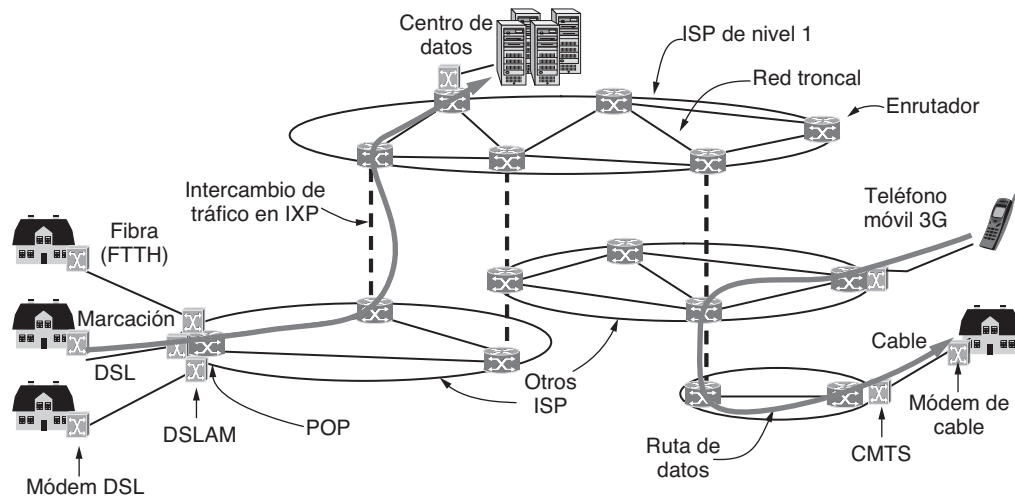 Centro de
datos
ISP de nivel 1
Red troncal
Enrutador
Intercambio de
tráfico en IXP
Teléfono
móvil 3G
Fibra
(FTTH)
Marcación
DSL
Cable
Otros
ISP
ISP
POP
DSLAM
Módem DSL
Ruta de
datos
CMTS
Módem de
cable